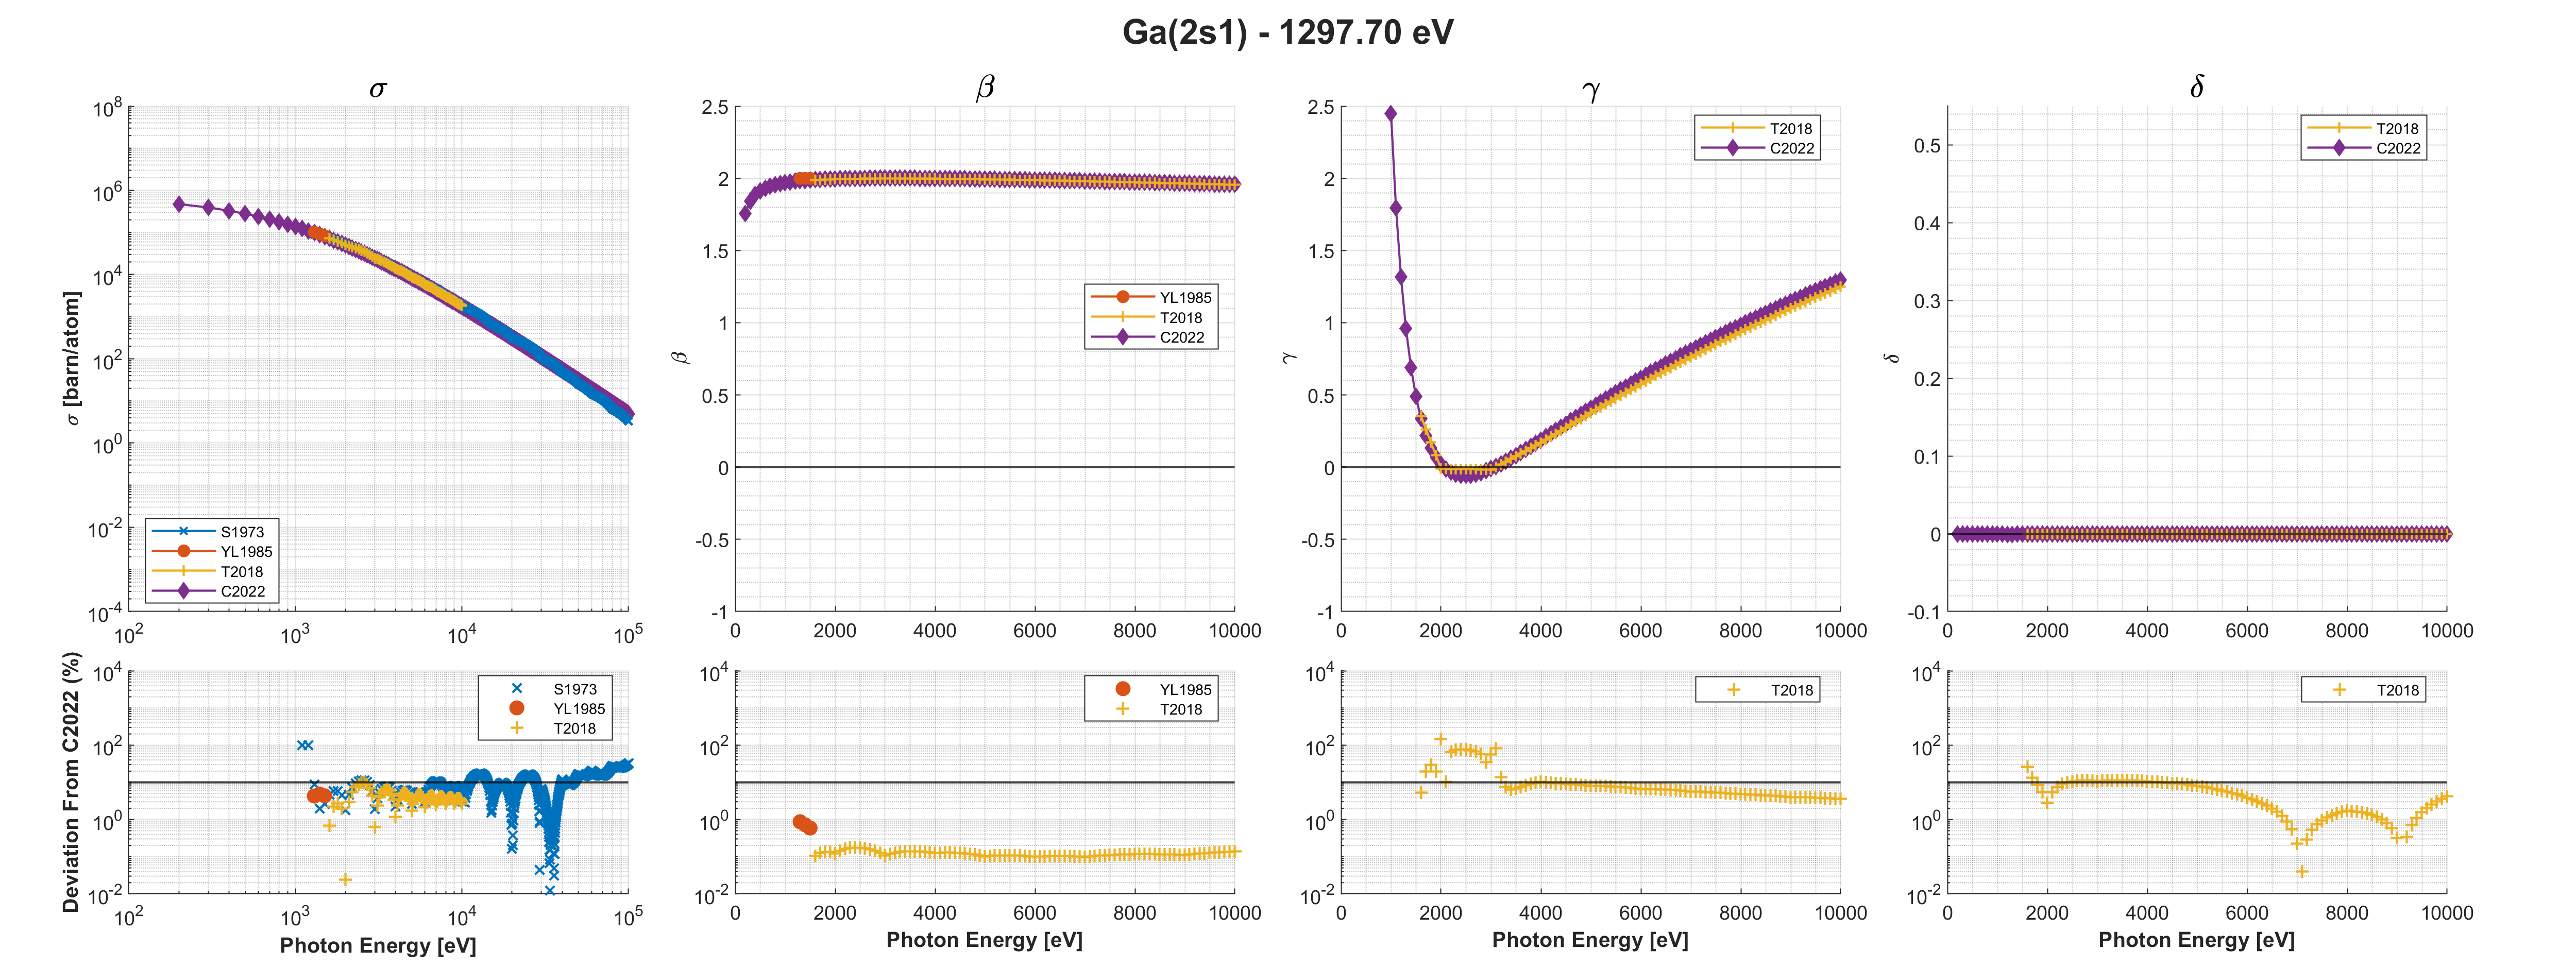 Ga(2s1) - 1297.70 eV
σ
σ [barn/atom]
10^8
10^6
10^4
10^2
10^0
10^-2
10^-4
10^2
10^3
10^4
10^5
S1973
YL1985
T2018
C2022
β
β
2.5
2
1.5
1
0.5
0
-0.5
-1
0
2000
4000
6000
8000
10000
YL1985
T2018
C2022
γ
γ
2.5
2
1.5
1
0.5
0
-0.5
-1
0
2000
4000
6000
8000
10000
T2018
C2022
δ
δ
0.5
0.4
0.3
0.2
0.1
0
-0.1
0
2000
4000
6000
8000
10000
T2018
C2022
Deviation From C2022 (%)
10^4
10^2
10^0
10^-2
10^2
10^3
10^4
10^5
S1973
YL1985
T2018
Photon Energy [eV]
10^4
10^2
10^0
10^-2
0
2000
4000
6000
8000
10000
YL1985
T2018
Photon Energy [eV]
10^4
10^2
10^0
10^-2
0
2000
4000
6000
8000
10000
T2018
Photon Energy [eV]
10^4
10^2
10^0
10^-2
0
2000
4000
6000
8000
10000
T2018
Photon Energy [eV]